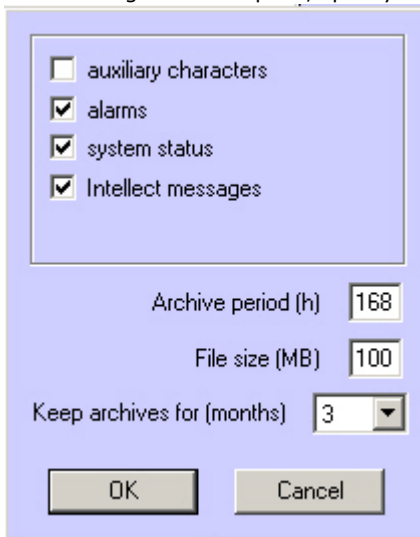 auxiliary characters
alarms
system status
Intellect messages
Archive period (h) 168
File size (MB) 100
Keep archives for (months) 3
OK Cancel